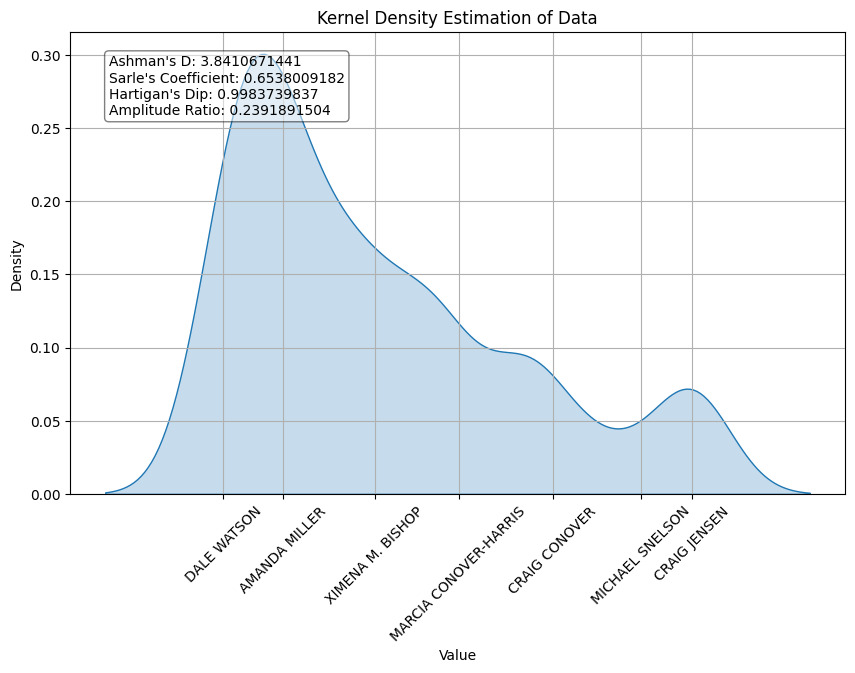 Kernel Density Estimation of Data
Ashman's D: 3.8410671441
Sarle's Coefficient: 0.6538009182
Hartigan's Dip: 0.9983739837
Amplitude Ratio: 0.2391891504
Density
0.30
0.25
0.20
0.15
0.10
0.05
0.00
DALE WATSON
AMANDA MILLER
XIMENA M. BISHOP
MARCIA CONOVER-HARRIS
CRAIG CONOVER
MICHAEL SNELSON
CRAIG JENSEN
Value